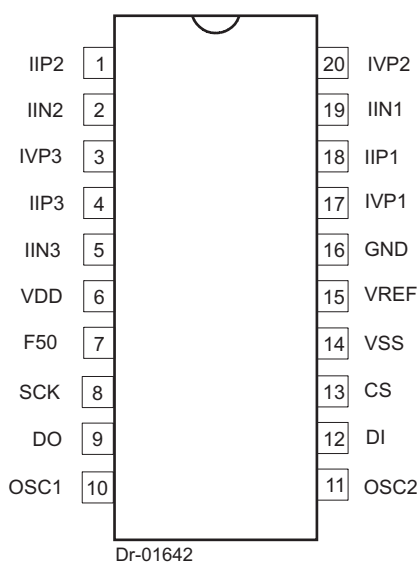 IIP2 1 20 IVP2
IIN2 2 19 IIN1
IVP3 3 18 IIP1
IIP3 4 17 IVP1
IIN3 5 16 GND
VDD 6 15 VREF
F50 7 14 VSS
SCK 8 13 CS
DO 9 12 DI
OSC1 10 11 OSC2
Dr-01642